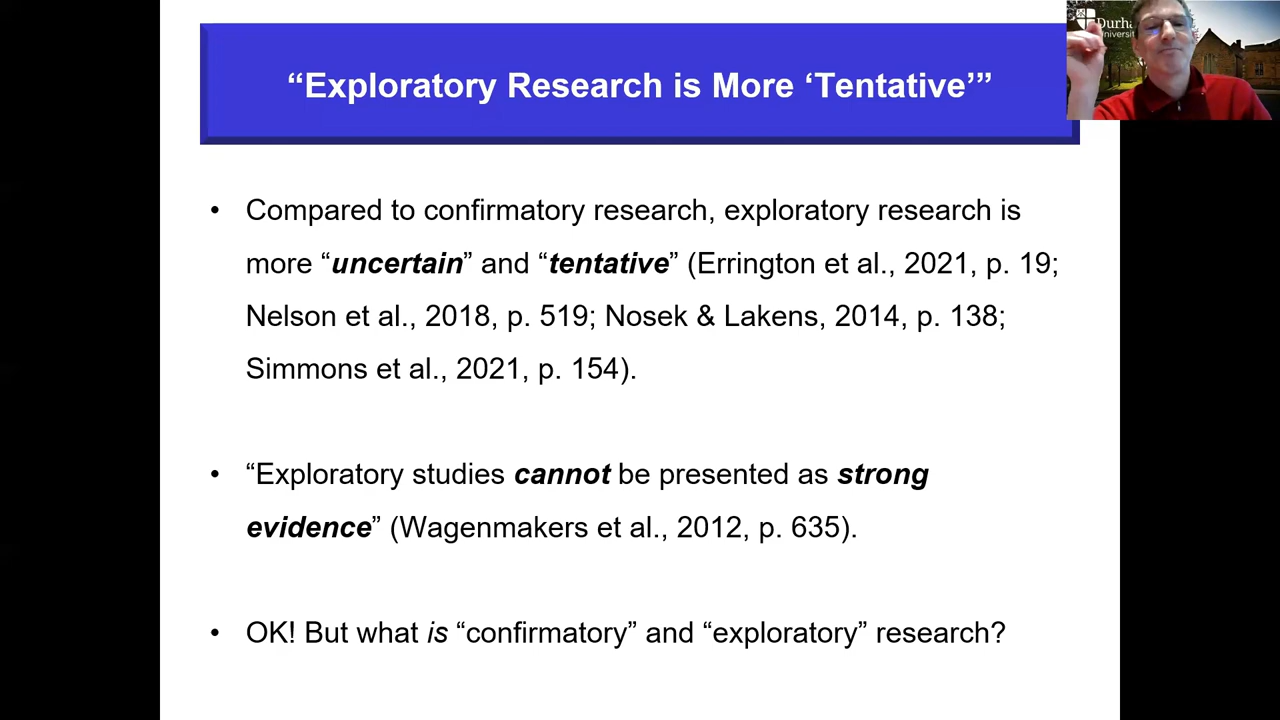 “Exploratory Research is More ‘Tentative’”
Durham
University
• Compared to confirmatory research, exploratory research is
more “uncertain” and “tentative” (Errington et al., 2021, p. 19;
Nelson et al., 2018, p. 519; Nosek & Lakens, 2014, p. 138;
Simmons et al., 2021, p. 154).
• “Exploratory studies cannot be presented as strong
evidence” (Wagenmakers et al., 2012, p. 635).
• OK! But what is “confirmatory” and “exploratory” research?